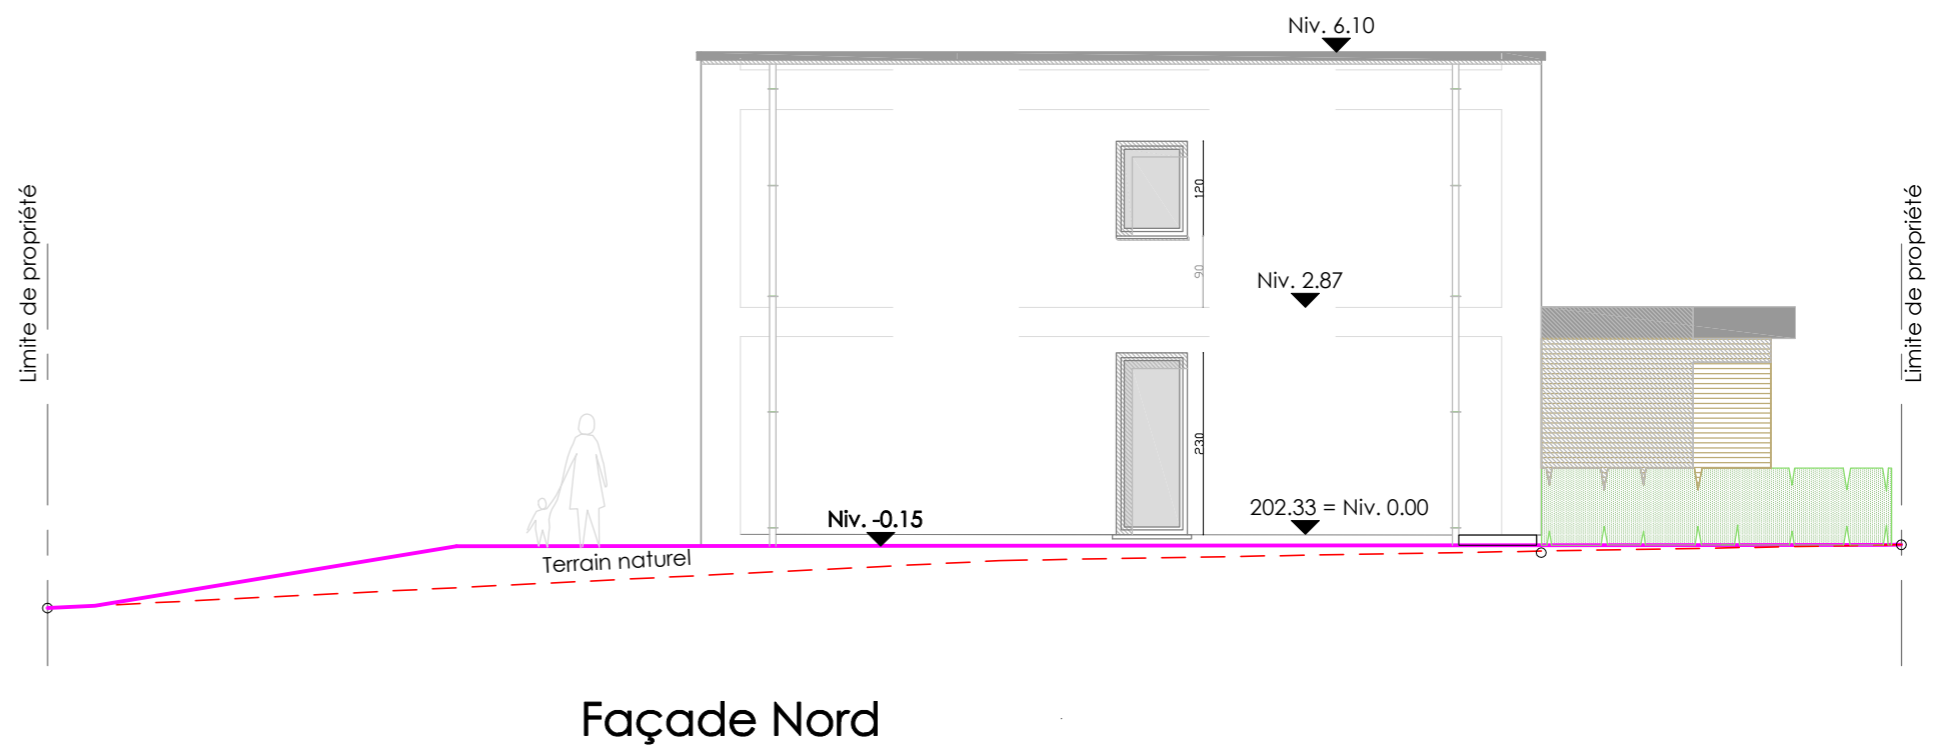 Niv. 6.10
Limite de propriété
Limite de propriété
120
90
Niv. 2.87
230
202.33 = Niv. 0.00
Niv. -0.15
Terrain naturel
Façade Nord